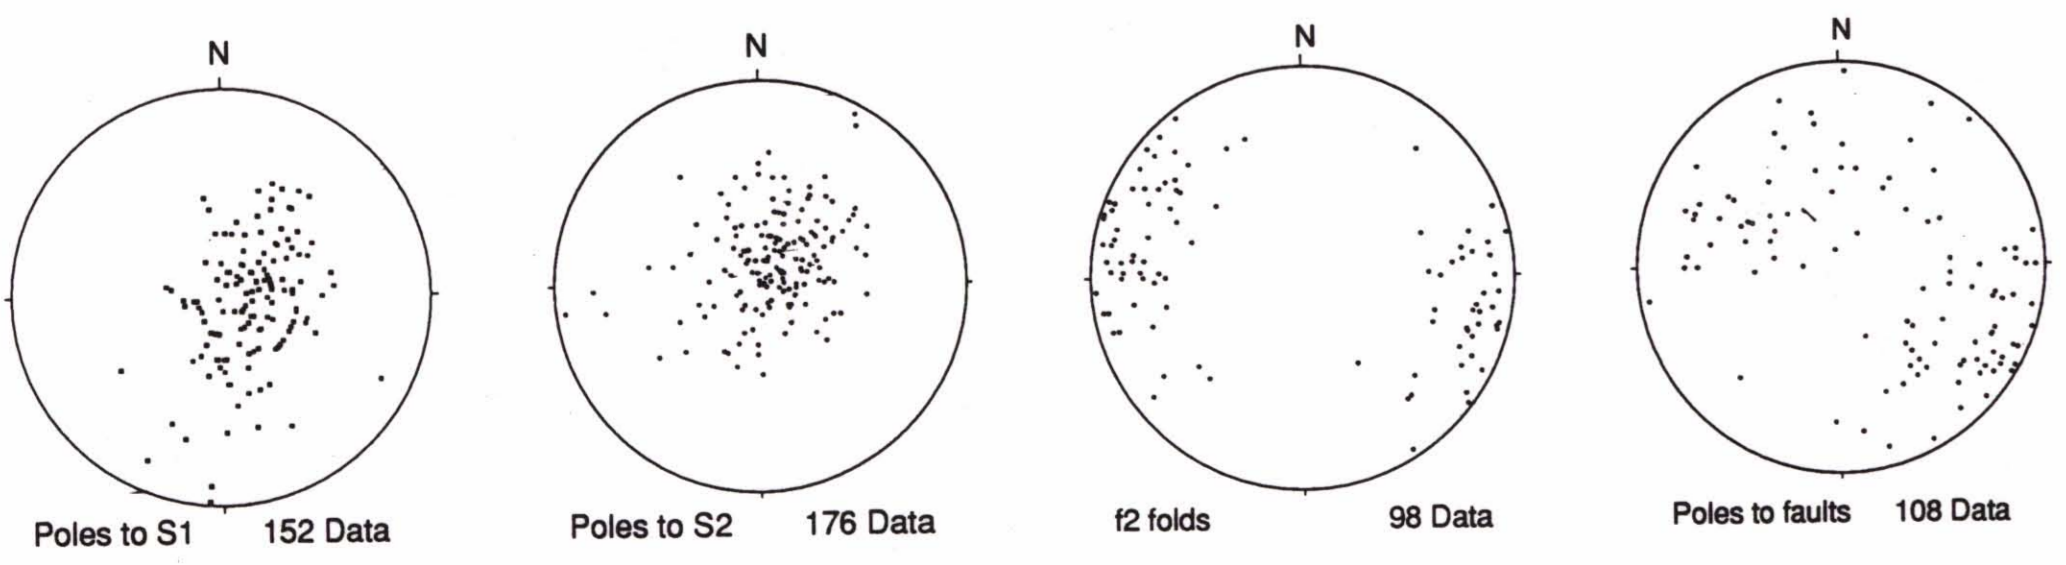 N N N N
Poles to S1 152 Data Poles to S2 176 Data f2 folds 98 Data Poles to faults 108 Data